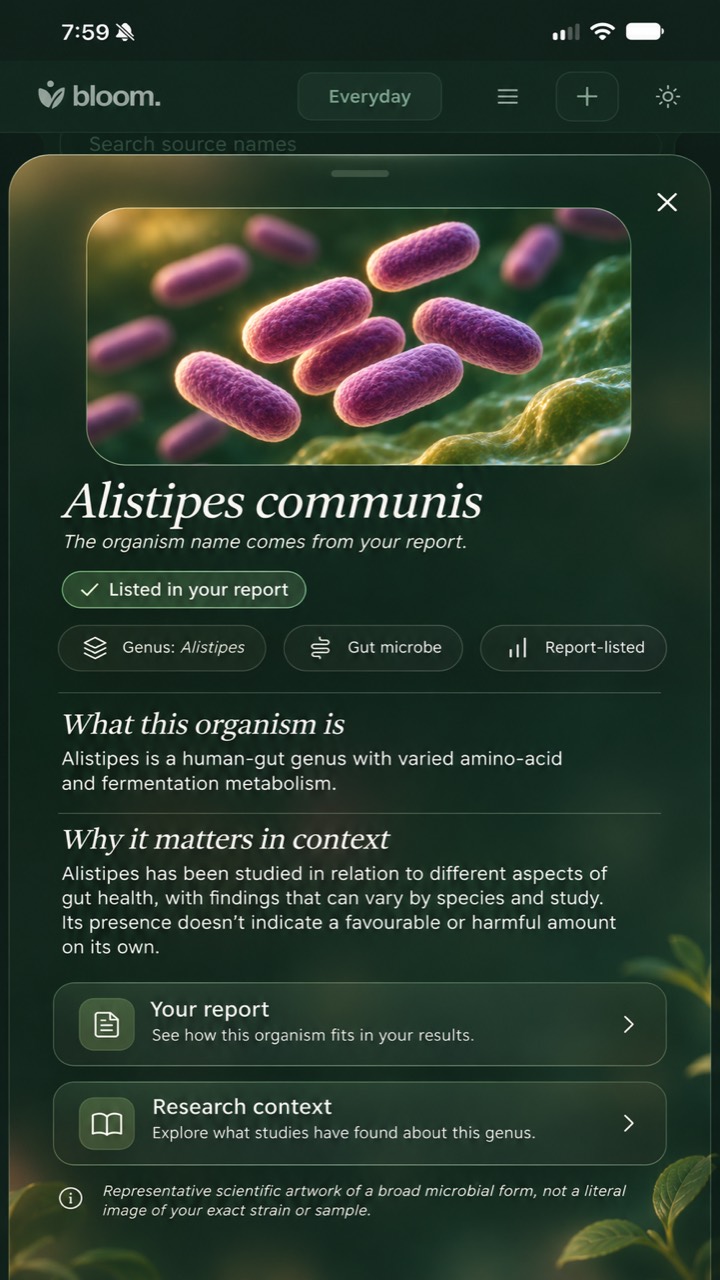 7:59
bloom.
Everyday
Search source names
Alistipes communis
The organism name comes from your report.
Listed in your report
Genus: Alistipes
Gut microbe
Report-listed
What this organism is
Alistipes is a human-gut genus with varied amino-acid
and fermentation metabolism.
Why it matters in context
Alistipes has been studied in relation to different aspects of
gut health, with findings that can vary by species and study.
Its presence doesn’t indicate a favourable or harmful amount
on its own.
Your report
See how this organism fits in your results.
Research context
Explore what studies have found about this genus.
Representative scientific artwork of a broad microbial form, not a literal
image of your exact strain or sample.